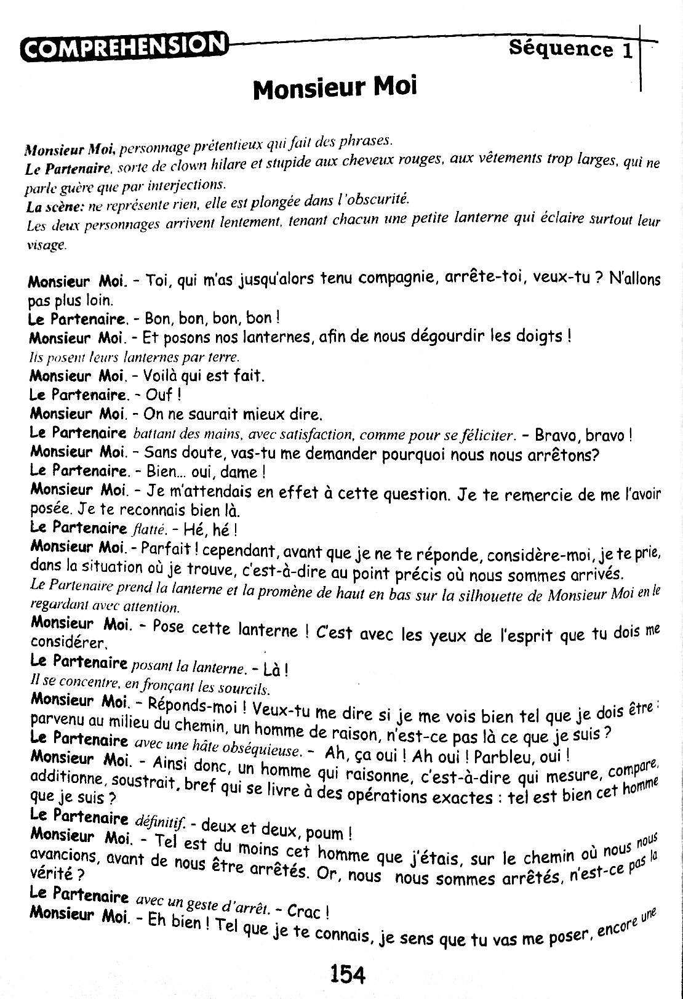 COMPREHENSION
Séquence 1
Monsieur Moi
Monsieur Moi, personnage prétentieux qui fait des phrases.
Le Partenaire, sorte de clown hilare et stupide aux cheveux rouges, aux vêtements trop larges, qui ne
parle guère que par interjections.
La scène: ne représente rien, elle est plongée dans l'obscurité.
Les deux personnages arrivent lentement, tenant chacun une petite lanterne qui éclaire surtout leur
visage.
Monsieur Moi. - Toi, qui m'as jusqu'alors tenu compagnie, arrête-toi, veux-tu ? N'allons
pas plus loin.
Le Partenaire. - Bon, bon, bon, bon !
Monsieur Moi. - Et posons nos lanternes, afin de nous dégourdir les doigts !
Ils posent leurs lanternes par terre.
Monsieur Moi. - Voilà qui est fait.
Le Partenaire. - Ouf !
Monsieur Moi. - On ne saurait mieux dire.
Le Partenaire battant des mains, avec satisfaction, comme pour se féliciter. - Bravo, bravo !
Monsieur Moi. - Sans doute, vas-tu me demander pourquoi nous nous arrêtons?
Le Partenaire. - Bien... oui, dame !
Monsieur Moi. - Je m'attendais en effet à cette question. Je te remercie de me l'avoir
posée. Je te reconnais bien là.
Le Partenaire flatté. - Hé, hé !
Monsieur Moi. - Parfait ! cependant, avant que je ne te réponde, considère-moi, je te prie,
dans la situation où je trouve, c'est-à-dire au point précis où nous sommes arrivés.
Le Partenaire prend la lanterne et la promène de haut en bas sur la silhouette de Monsieur Moi en le
regardant avec attention.
Monsieur Moi. - Pose cette lanterne ! C'est avec les yeux de l'esprit que tu dois me
considérer.
Le Partenaire posant la lanterne. - Là !
Il se concentre, en fronçant les sourcils.
Monsieur Moi. - Réponds-moi ! Veux-tu me dire si je me vois bien tel que je dois être :
parvenu au milieu du chemin, un homme de raison, n'est-ce pas là ce que je suis ?
Le Partenaire avec une hâte obséquieuse. - Ah, ça oui ! Ah oui ! Parbleu, oui !
Monsieur Moi. - Ainsi donc, un homme qui raisonne, c'est-à-dire qui mesure, compare,
additionne, soustrait, bref qui se livre à des opérations exactes : tel est bien cet homme
que je suis ?
Le Partenaire définitif. - deux et deux, poum !
Monsieur Moi. - Tel est du moins cet homme que j'étais, sur le chemin où nous nous
avancions, avant de nous être arrêtés. Or, nous nous sommes arrêtés, n'est-ce pas la
vérité ?
Le Partenaire avec un geste d'arrêt. - Crac !
Monsieur Moi. - Eh bien ! Tel que je te connais, je sens que tu vas me poser, encore une
154